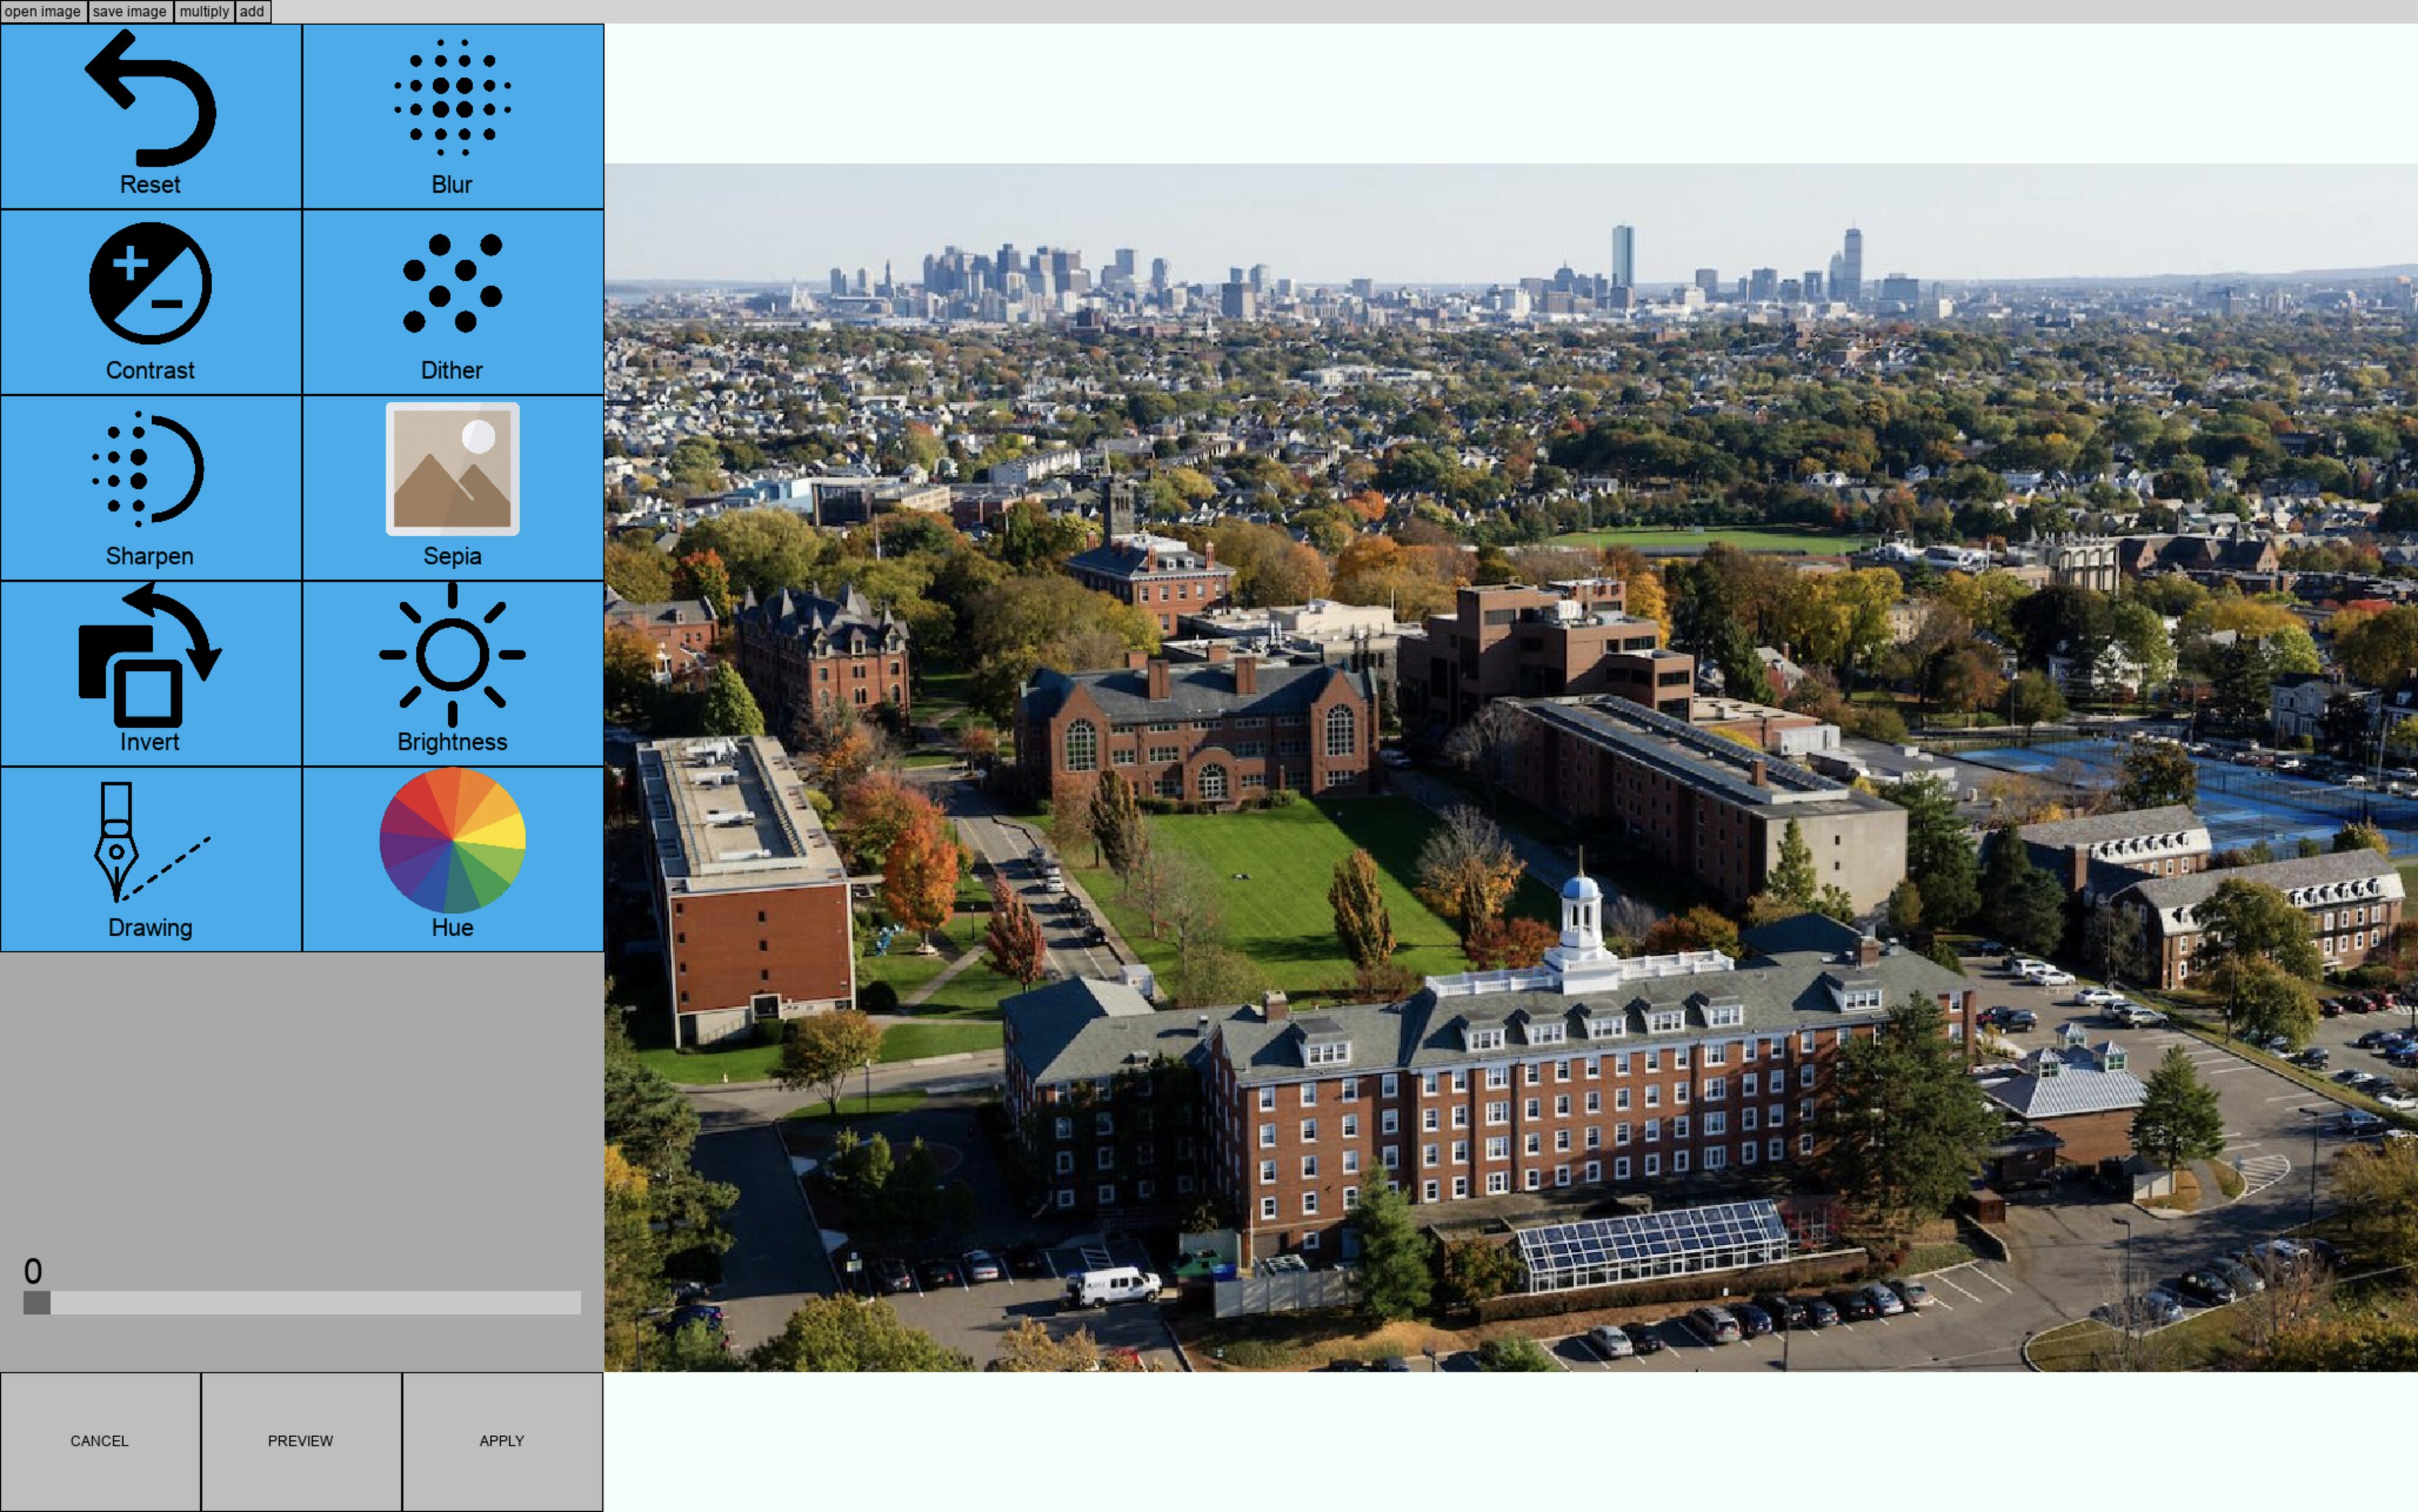 open image save image multiply add
Reset Blur
Contrast Dither
Sharpen Sepia
Invert Brightness
Drawing Hue
0
CANCEL PREVIEW APPLY